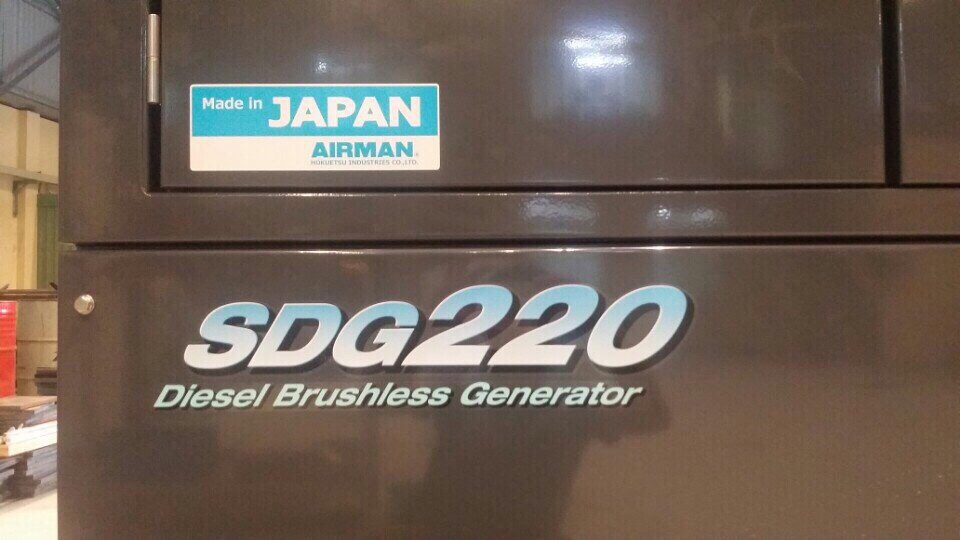 Made in JAPAN
AIRMAN®
HOKUETSU INDUSTRIES CO.,LTD.
SDG220
Diesel Brushless Generator